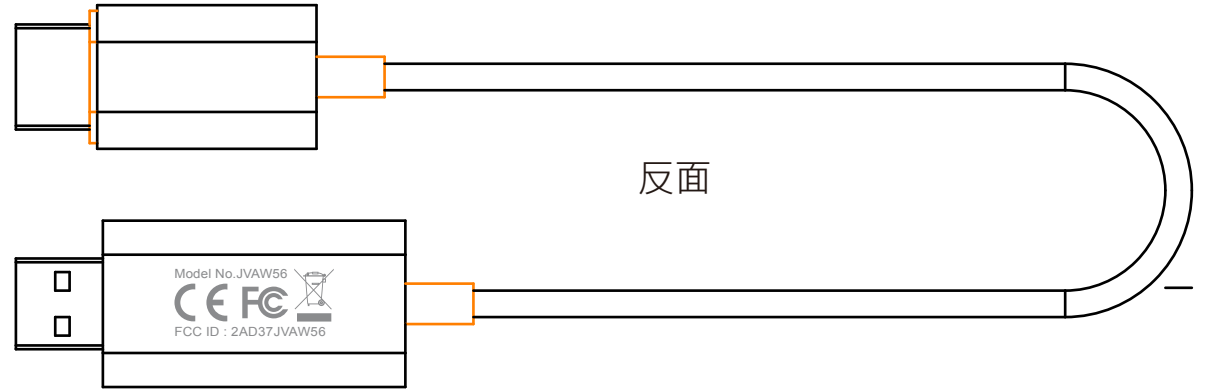 反面
Model No.JVAW56
CE FC
FCC ID : 2AD37JVAW56